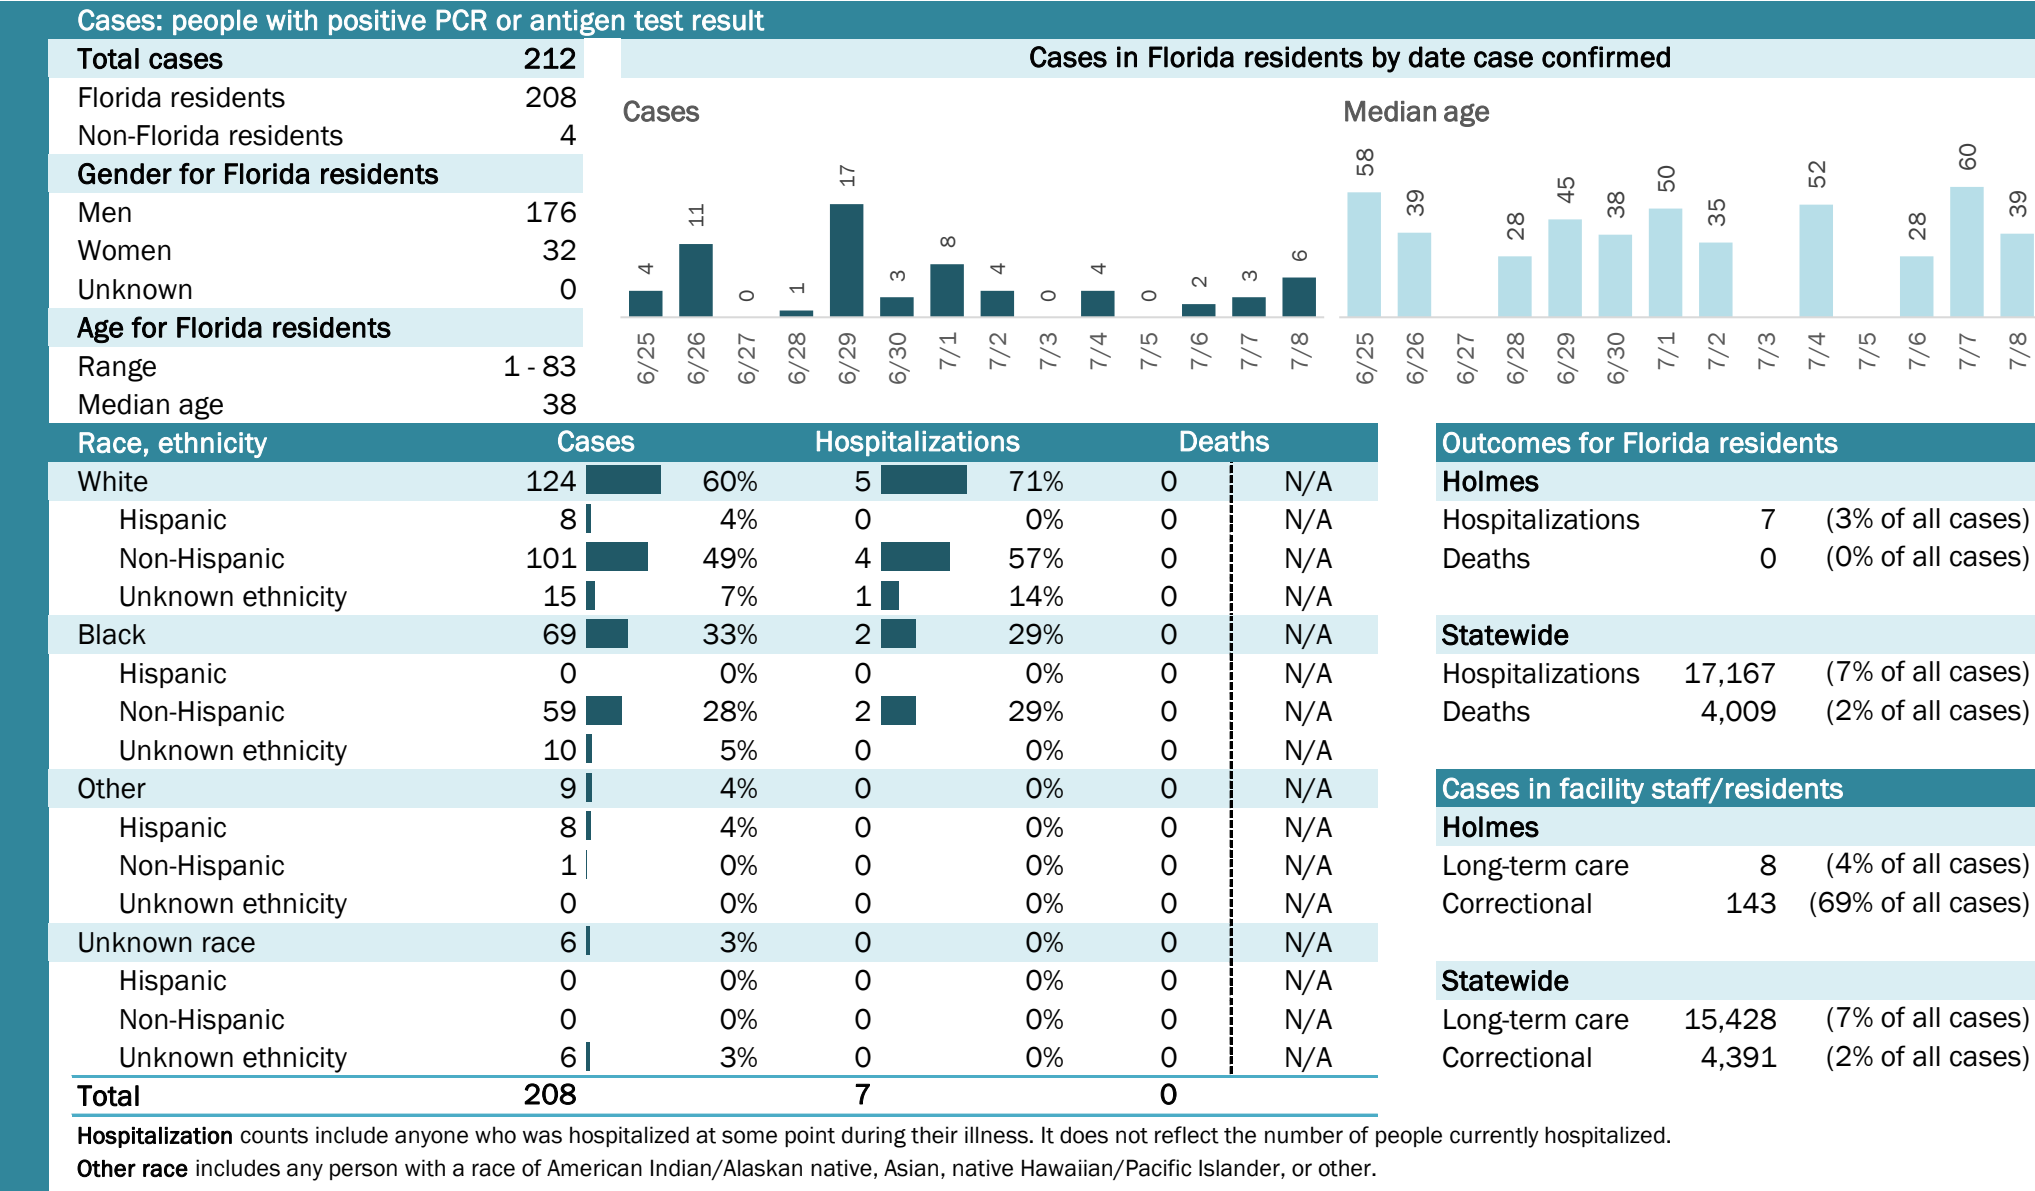 Cases: people with positive PCR or antigen test result
Total cases 212
Florida residents 208
Non-Florida residents 4
Gender for Florida residents
Men 176
Women 32
Unknown 0
Age for Florida residents
Range 1 - 83
Median age 38
Cases in Florida residents by date case confirmed
Cases
4 11 0 1 17 3 8 4 0 4 0 2 3 6
6/25 6/26 6/27 6/28 6/29 6/30 7/1 7/2 7/3 7/4 7/5 7/6 7/7 7/8
Median age
58 39 28 45 38 50 35 52 28 60 39
6/25 6/26 6/27 6/28 6/29 6/30 7/1 7/2 7/3 7/4 7/5 7/6 7/7 7/8
Race, ethnicity Cases Hospitalizations Deaths
White 124 60% 5 71% 0 N/A
Hispanic 8 4% 0 0% 0 N/A
Non-Hispanic 101 49% 4 57% 0 N/A
Unknown ethnicity 15 7% 1 14% 0 N/A
Black 69 33% 2 29% 0 N/A
Hispanic 0 0% 0 0% 0 N/A
Non-Hispanic 59 28% 2 29% 0 N/A
Unknown ethnicity 10 5% 0 0% 0 N/A
Other 9 4% 0 0% 0 N/A
Hispanic 8 4% 0 0% 0 N/A
Non-Hispanic 1 0% 0 0% 0 N/A
Unknown ethnicity 0 0% 0 0% 0 N/A
Unknown race 6 3% 0 0% 0 N/A
Hispanic 0 0% 0 0% 0 N/A
Non-Hispanic 0 0% 0 0% 0 N/A
Unknown ethnicity 6 3% 0 0% 0 N/A
Total 208 7 0
Outcomes for Florida residents
Holmes
Hospitalizations 7 (3% of all cases)
Deaths 0 (0% of all cases)
Statewide
Hospitalizations 17,167 (7% of all cases)
Deaths 4,009 (2% of all cases)
Cases in facility staff/residents
Holmes
Long-term care 8 (4% of all cases)
Correctional 143 (69% of all cases)
Statewide
Long-term care 15,428 (7% of all cases)
Correctional 4,391 (2% of all cases)
Hospitalization counts include anyone who was hospitalized at some point during their illness. It does not reflect the number of people currently hospitalized.
Other race includes any person with a race of American Indian/Alaskan native, Asian, native Hawaiian/Pacific Islander, or other.